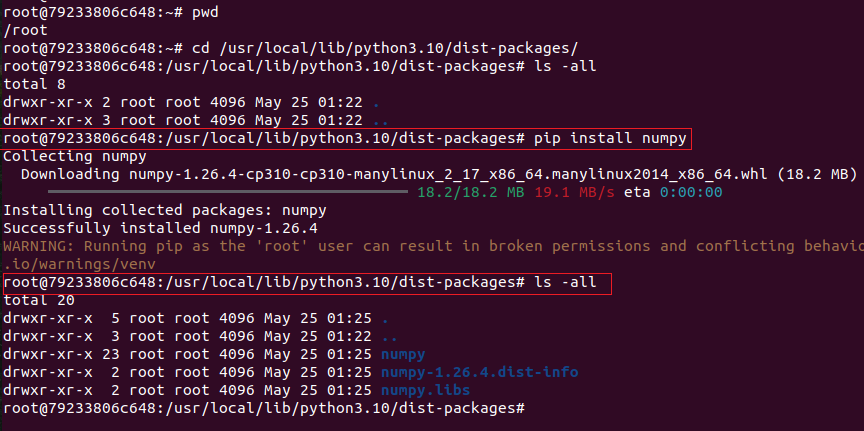 root@79233806c648:~# pwd
/root
root@79233806c648:~# cd /usr/local/lib/python3.10/dist-packages/
root@79233806c648:/usr/local/lib/python3.10/dist-packages# ls -all
total 8
drwxr-xr-x 2 root root 4096 May 25 01:22 .
drwxr-xr-x 3 root root 4096 May 25 01:22 ..
root@79233806c648:/usr/local/lib/python3.10/dist-packages# pip install numpy
Collecting numpy
  Downloading numpy-1.26.4-cp310-cp310-manylinux_2_17_x86_64.manylinux2014_x86_64.whl (18.2 MB)
18.2/18.2 MB 19.1 MB/s eta 0:00:00
Installing collected packages: numpy
Successfully installed numpy-1.26.4
WARNING: Running pip as the 'root' user can result in broken permissions and conflicting behavio
.io/warnings/venv
root@79233806c648:/usr/local/lib/python3.10/dist-packages# ls -all
total 20
drwxr-xr-x  5 root root 4096 May 25 01:25 .
drwxr-xr-x  3 root root 4096 May 25 01:22 ..
drwxr-xr-x 23 root root 4096 May 25 01:25 numpy
drwxr-xr-x  2 root root 4096 May 25 01:25 numpy-1.26.4.dist-info
drwxr-xr-x  2 root root 4096 May 25 01:25 numpy.libs
root@79233806c648:/usr/local/lib/python3.10/dist-packages#